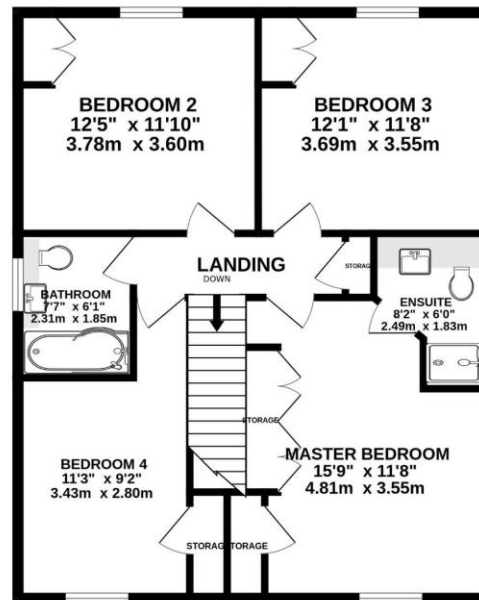 BEDROOM 2
12'5" x 11'10"
3.78m x 3.60m
BEDROOM 3
12'1" x 11'8"
3.69m x 3.55m
LANDING
DOWN
STORAGE
BATHROOM
7'7" x 6'1"
2.31m x 1.85m
ENSUITE
8'2" x 6'0"
2.49m x 1.83m
STORAGE
MASTER BEDROOM
15'9" x 11'8"
4.81m x 3.55m
BEDROOM 4
11'3" x 9'2"
3.43m x 2.80m
STORAGE
STORAGE